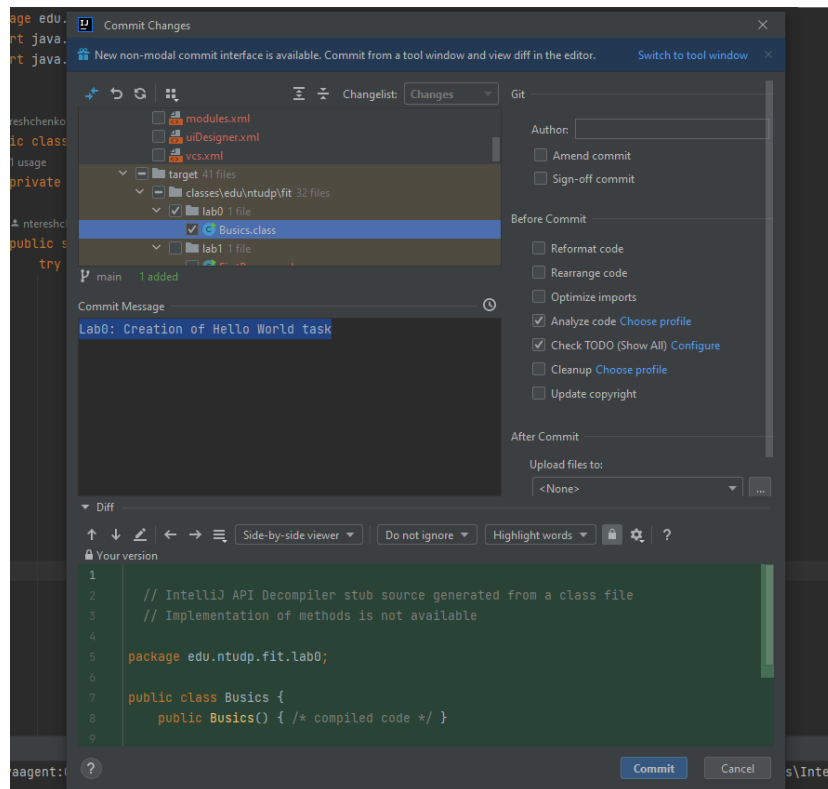 age edu.
rt java.
rt java.
reshchenko
ic class
1 usage
private
public s
try
Commit Changes
New non-modal commit interface is available. Commit from a tool window and view diff in the editor. Switch to tool window
Changelist: Changes
modules.xml
uiDesigner.xml
vcs.xml
target 41 files
classes\edu\ntudp\fit 32 files
lab0 1 file
Busics.class
lab1 1 file
main 1 added
Commit Message
Lab0: Creation of Hello World task
Git
Author:
Amend commit
Sign-off commit
Before Commit
Reformat code
Rearrange code
Optimize imports
Analyze code Choose profile
Check TODO (Show All) Configure
Cleanup Choose profile
Update copyright
After Commit
Upload files to:
<None>
...
Diff
Side-by-side viewer Do not ignore Highlight words ?
Your version
1
2 // IntelliJ API Decompiler stub source generated from a class file
3 // Implementation of methods is not available
4
5 package edu.ntudp.fit.lab0;
6
7 public class Busics {
8 public Busics() { /* compiled code */ }
9
? Commit Cancel